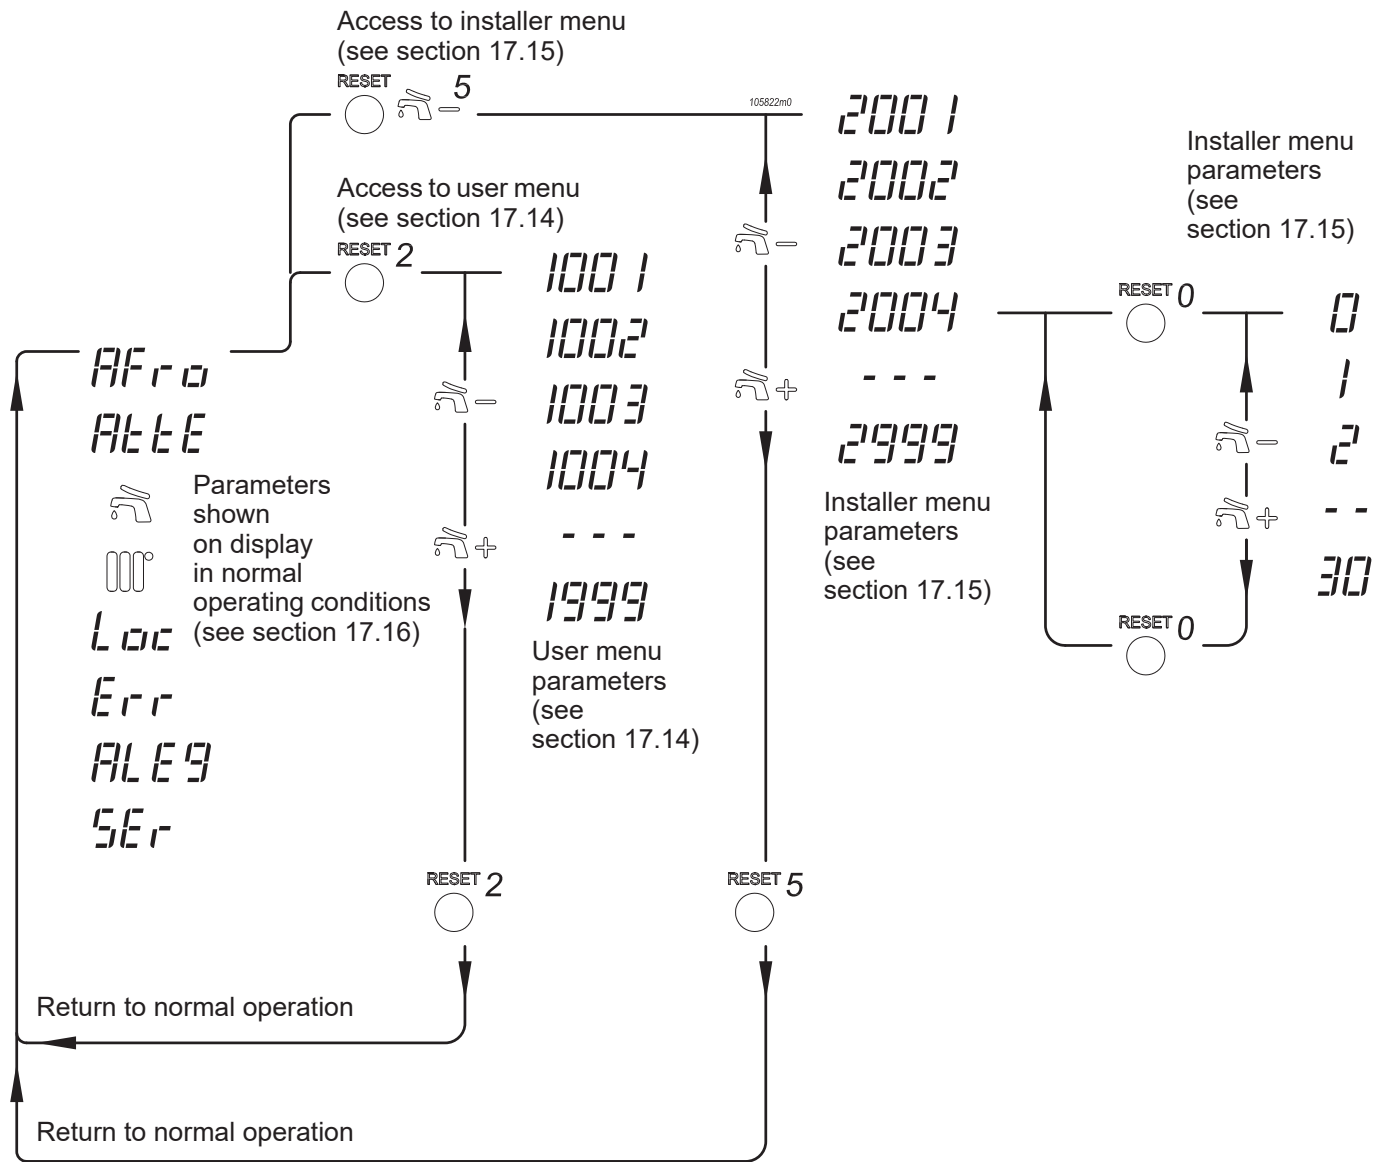 Access to installer menu
(see section 17.15)
RESET 5
105822m0
Access to user menu
(see section 17.14)
RESET 2
AFro
AttE
Parameters
shown
on display
in normal
operating conditions
(see section 17.16)
Loc
Err
ALE9
SEr
1001
1002
1003
1004
- - -
1999
User menu
parameters
(see
section 17.14)
2001
2002
2003
2004
- - -
2999
Installer menu
parameters
(see
section 17.15)
Installer menu
parameters
(see
section 17.15)
RESET 0
0
1
2
- -
30
RESET 0
RESET 2
RESET 5
Return to normal operation
Return to normal operation